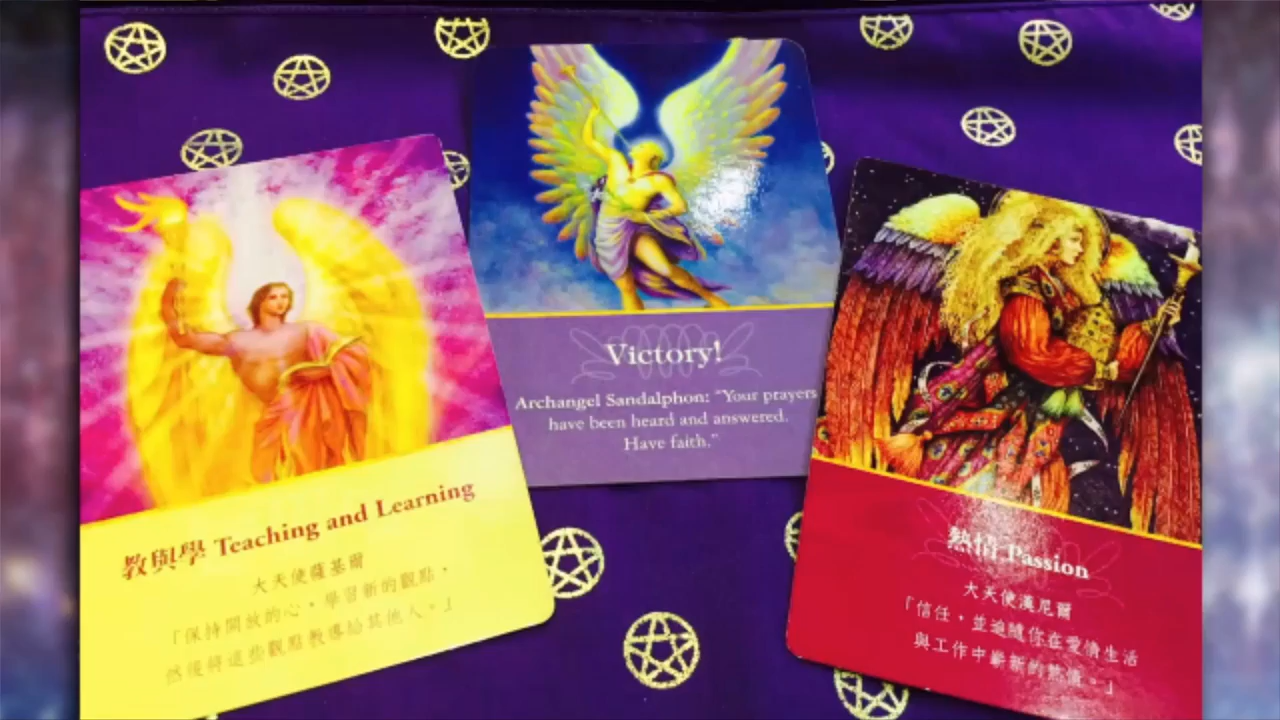 教與學 Teaching and Learning
大天使薩基爾
「保持開放的心，學習新的觀點，
然後將這些觀點教導給其他人。」
Victory!
Archangel Sandalphon: “Your prayers
have been heard and answered.
Have faith.”
熱情 Passion
大天使漢尼爾
「信任，並追隨你在愛情生活
與工作中嶄新的熱情。」